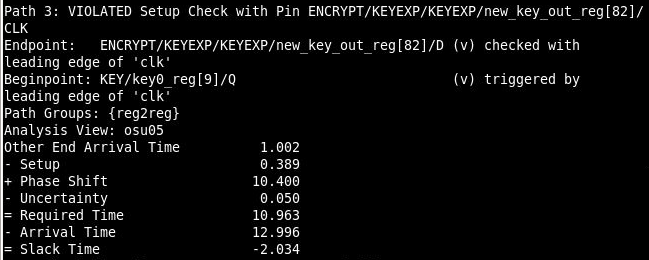 Path 3: VIOLATED Setup Check with Pin ENCRYPT/KEYEXP/KEYEXP/new_key_out_reg[82]/
CLK
Endpoint:   ENCRYPT/KEYEXP/KEYEXP/new_key_out_reg[82]/D (v) checked with
leading edge of 'clk'
Beginpoint: KEY/key0_reg[9]/Q                           (v) triggered by
leading edge of 'clk'
Path Groups: {reg2reg}
Analysis View: osu05
Other End Arrival Time          1.002
- Setup                         0.389
+ Phase Shift                  10.400
- Uncertainty                   0.050
= Required Time                10.963
- Arrival Time                 12.996
= Slack Time                   -2.034